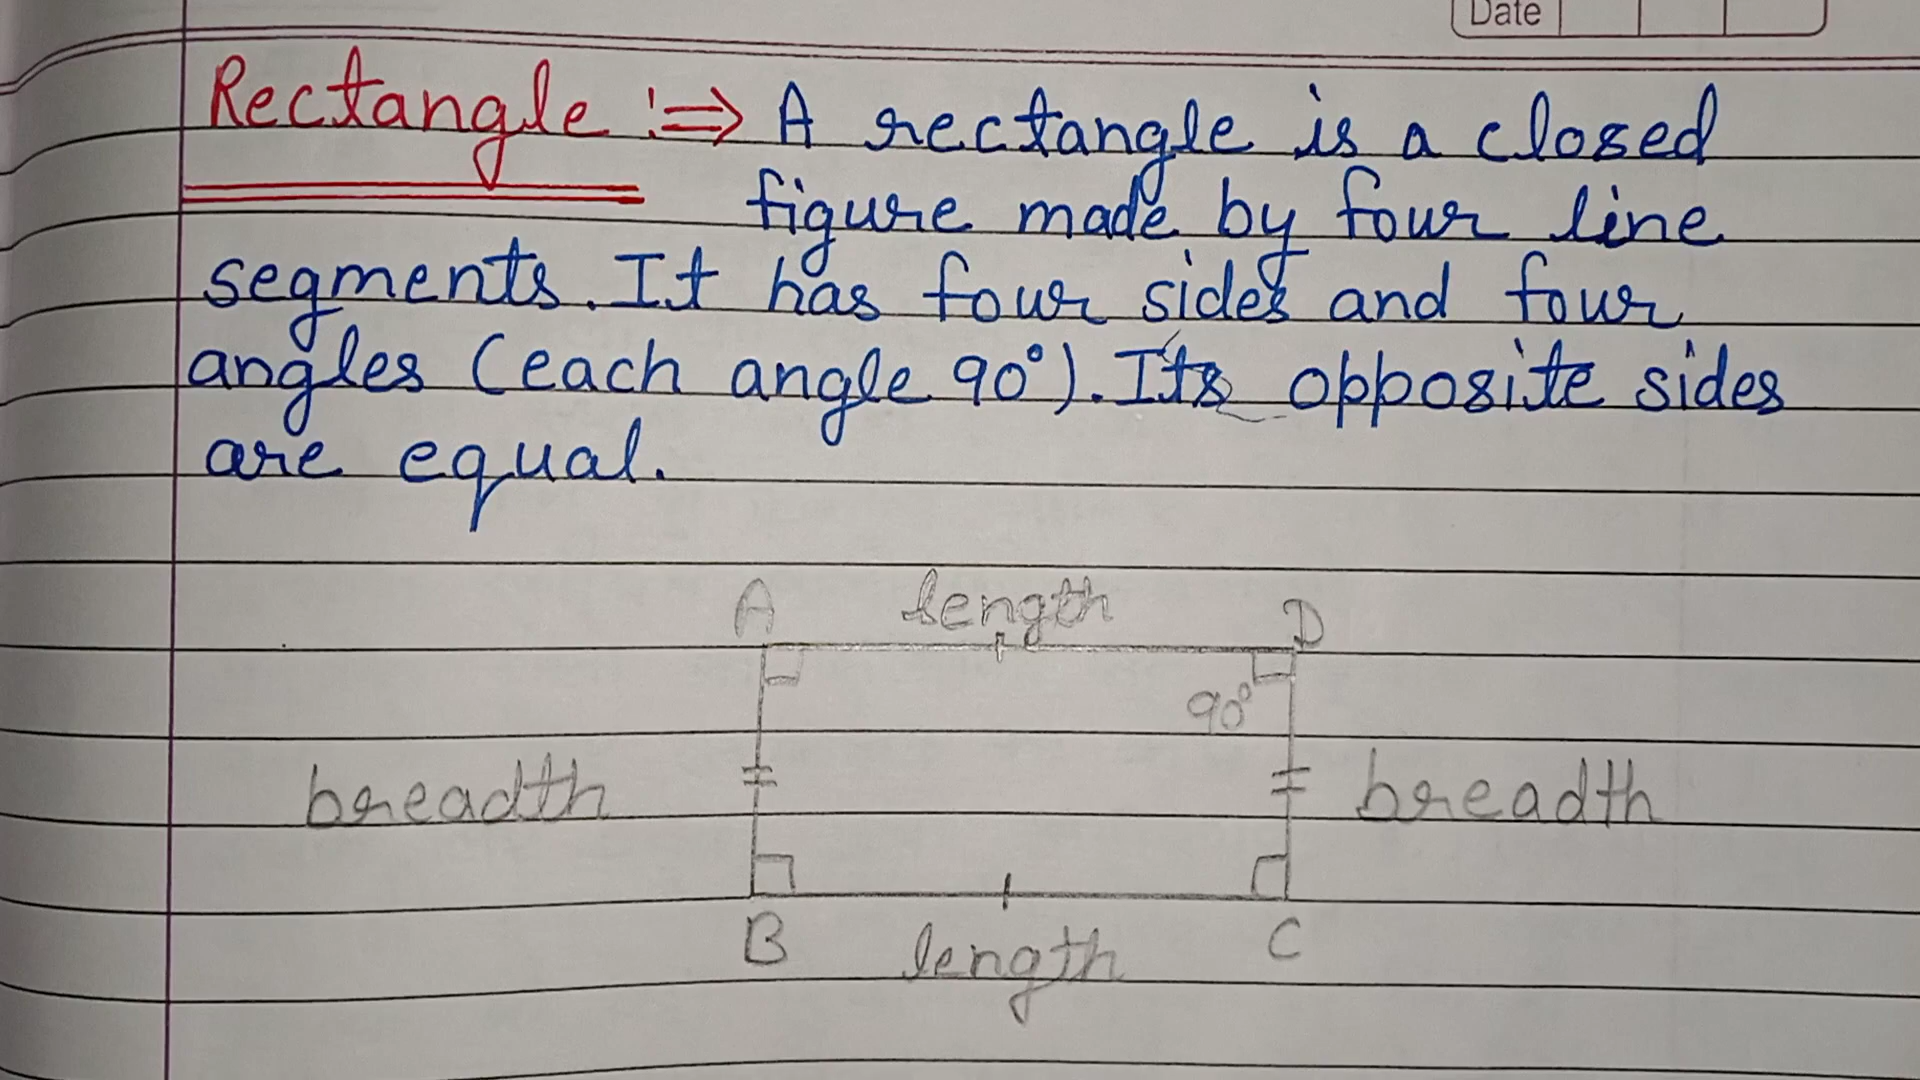 Date
Rectangle :⇒ A rectangle is a closed
figure made by four line
segments. It has four sides and four
angles (each angle 90°). Its opposite sides
are equal.
A length D
90°
breadth breadth
B length C